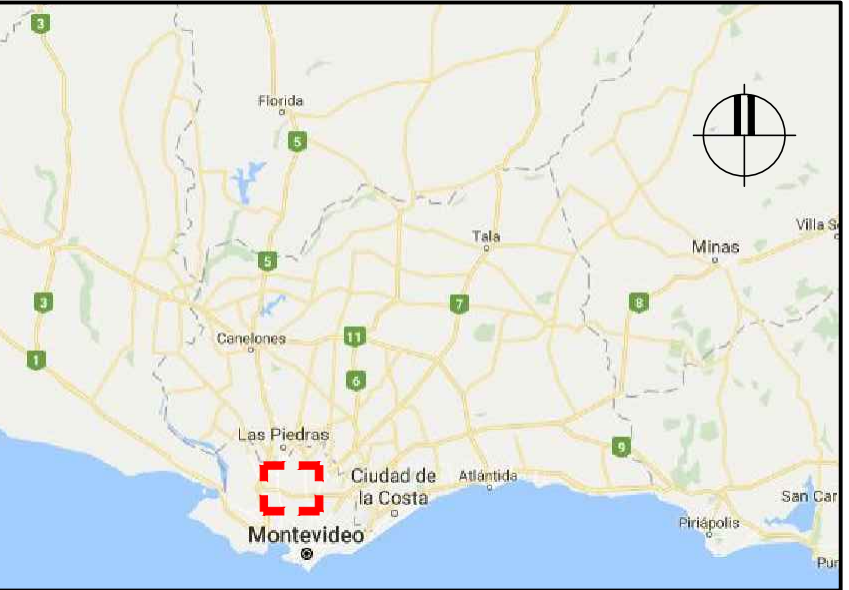 3
Florida
5
Villa S
Tala
Minas
5
3
7
8
Canelones
11
1
6
Las Piedras
9
Ciudad de
la Costa
Atlántida
San Car
Montevideo
Piriápolis
Pun